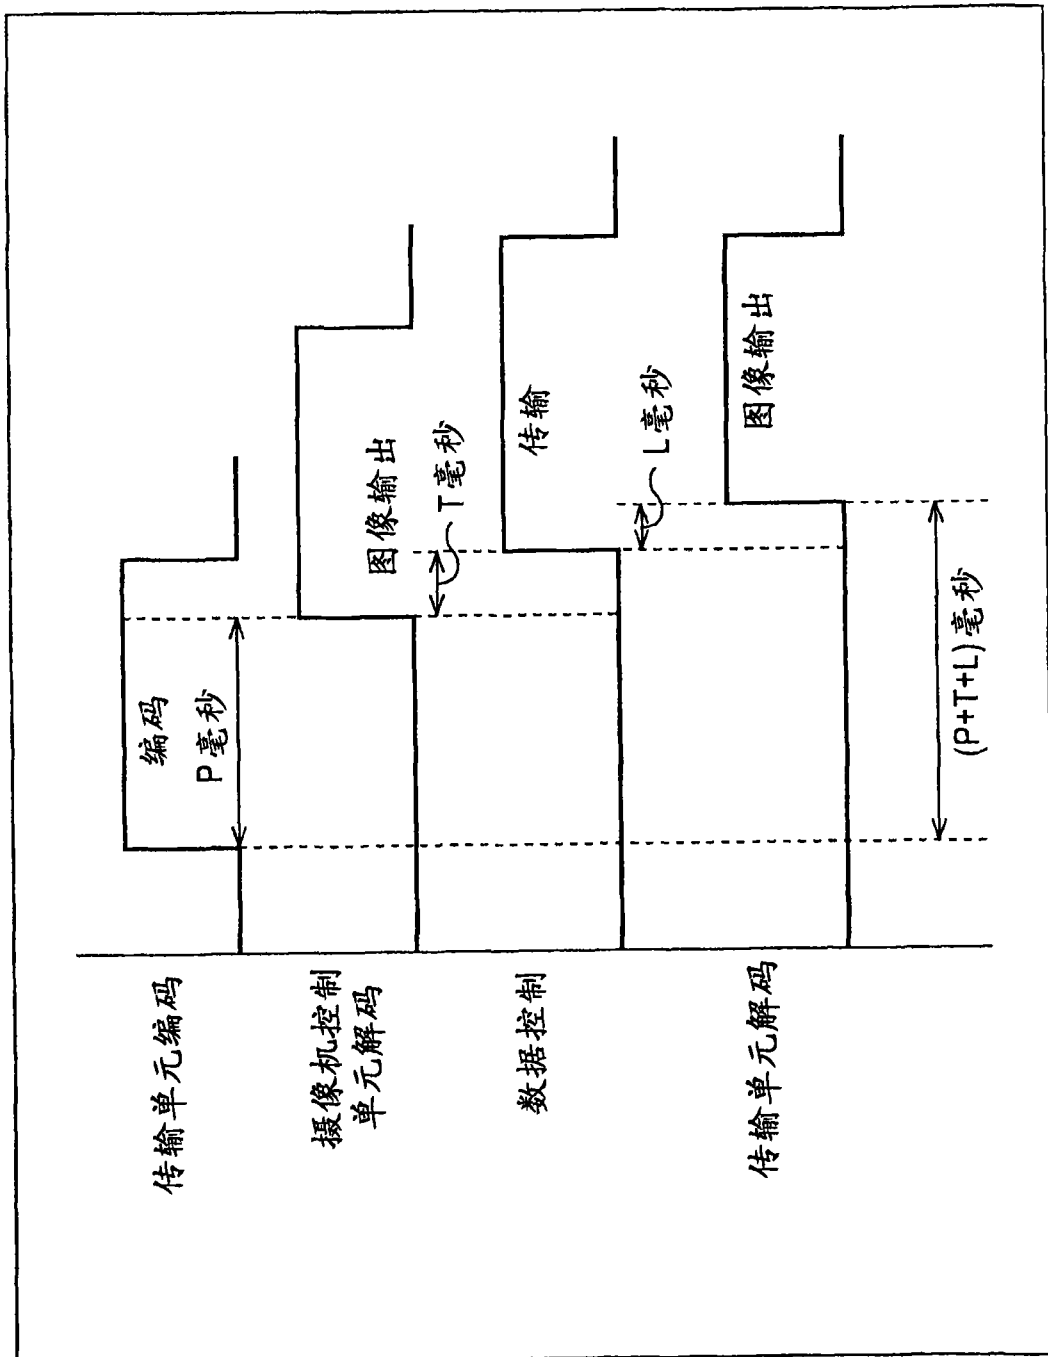 传输单元编码
编码
P毫秒
摄像机控制
单元解码
图像输出
T毫秒
数据控制
传输
L毫秒
传输单元解码
图像输出
(P+T+L)毫秒